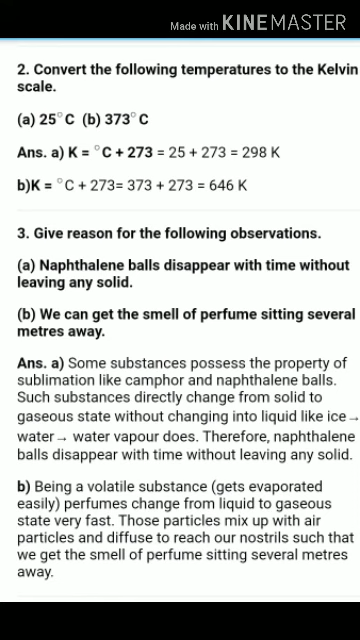 Made with KINEMASTER
2. Convert the following temperatures to the Kelvin
scale.
(a) 25°C (b) 373°C
Ans. a) K = °C + 273 = 25 + 273 = 298 K
b)K = °C + 273= 373 + 273 = 646 K
3. Give reason for the following observations.
(a) Naphthalene balls disappear with time without
leaving any solid.
(b) We can get the smell of perfume sitting several
metres away.
Ans. a) Some substances possess the property of
sublimation like camphor and naphthalene balls.
Such substances directly change from solid to
gaseous state without changing into liquid like ice→
water→ water vapour does. Therefore, naphthalene
balls disappear with time without leaving any solid.
b) Being a volatile substance (gets evaporated
easily) perfumes change from liquid to gaseous
state very fast. Those particles mix up with air
particles and diffuse to reach our nostrils such that
we get the smell of perfume sitting several metres
away.